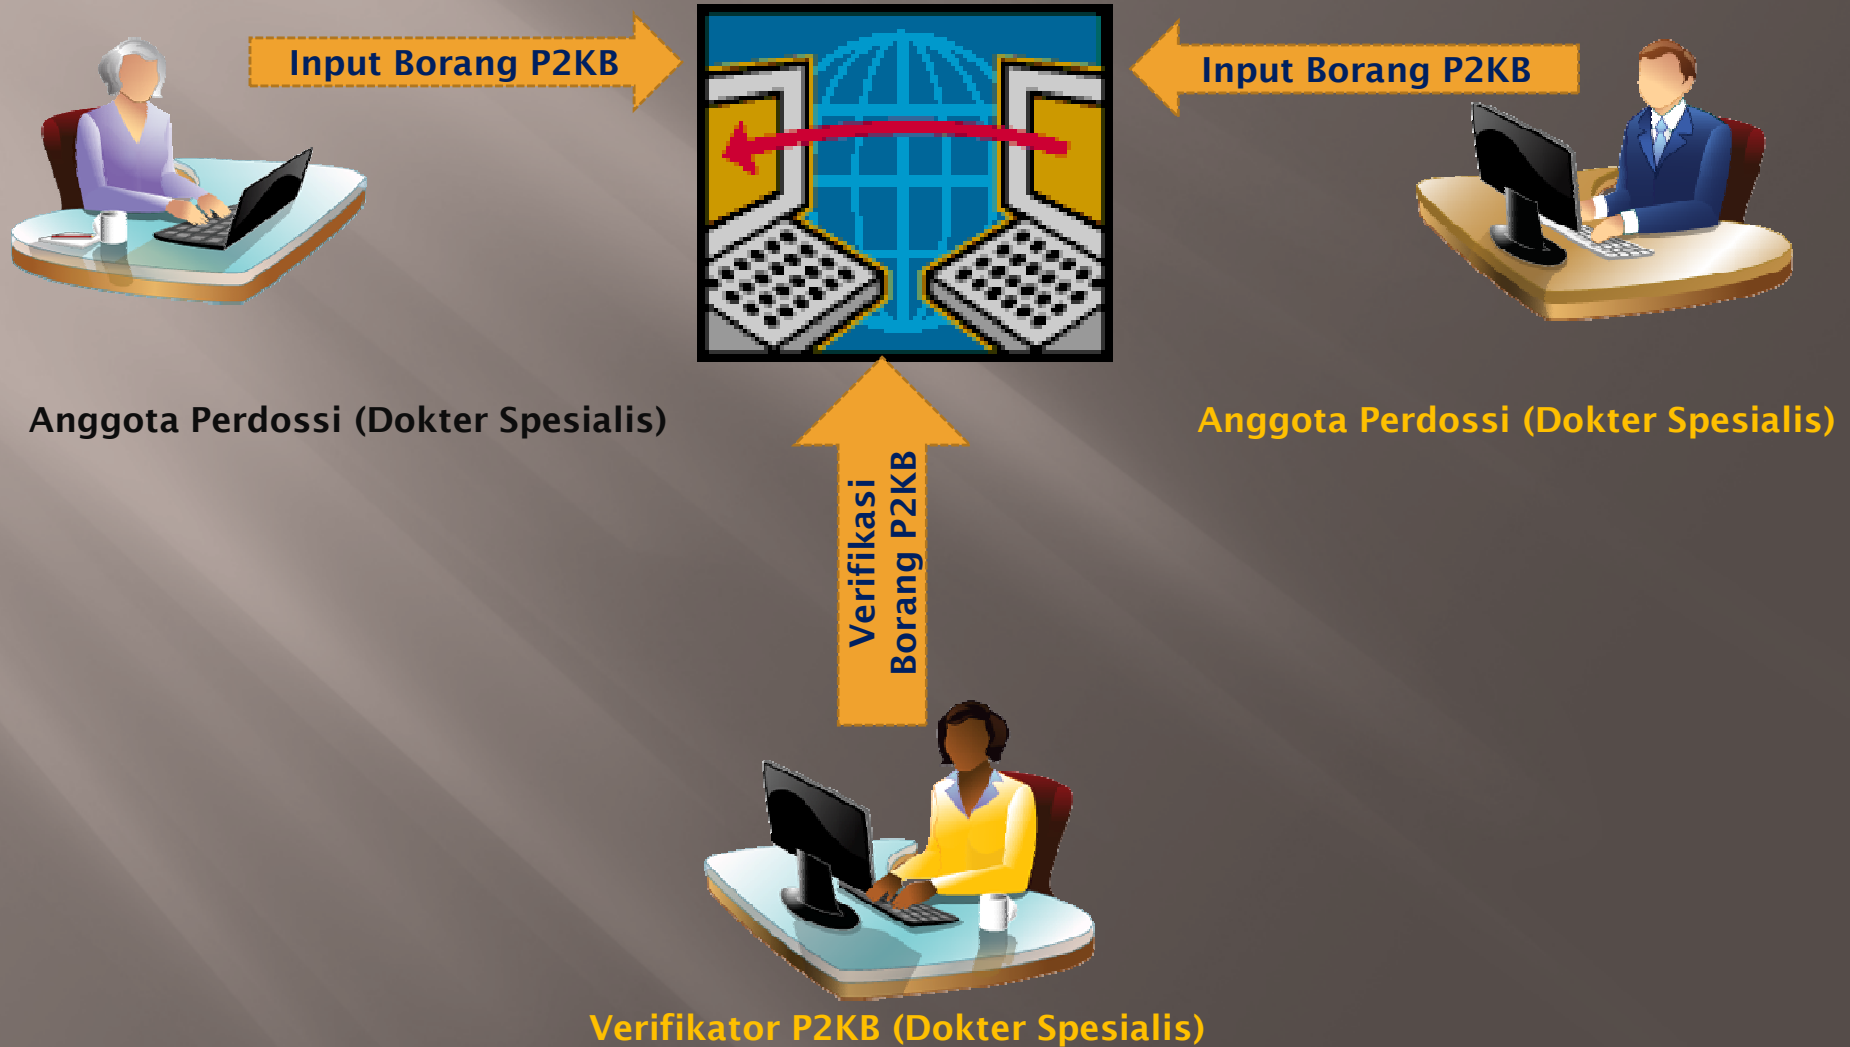 Input Borang P2KB
Input Borang P2KB
Anggota Perdossi (Dokter Spesialis)
Anggota Perdossi (Dokter Spesialis)
Verifikasi
Borang P2KB
Verifikator P2KB (Dokter Spesialis)